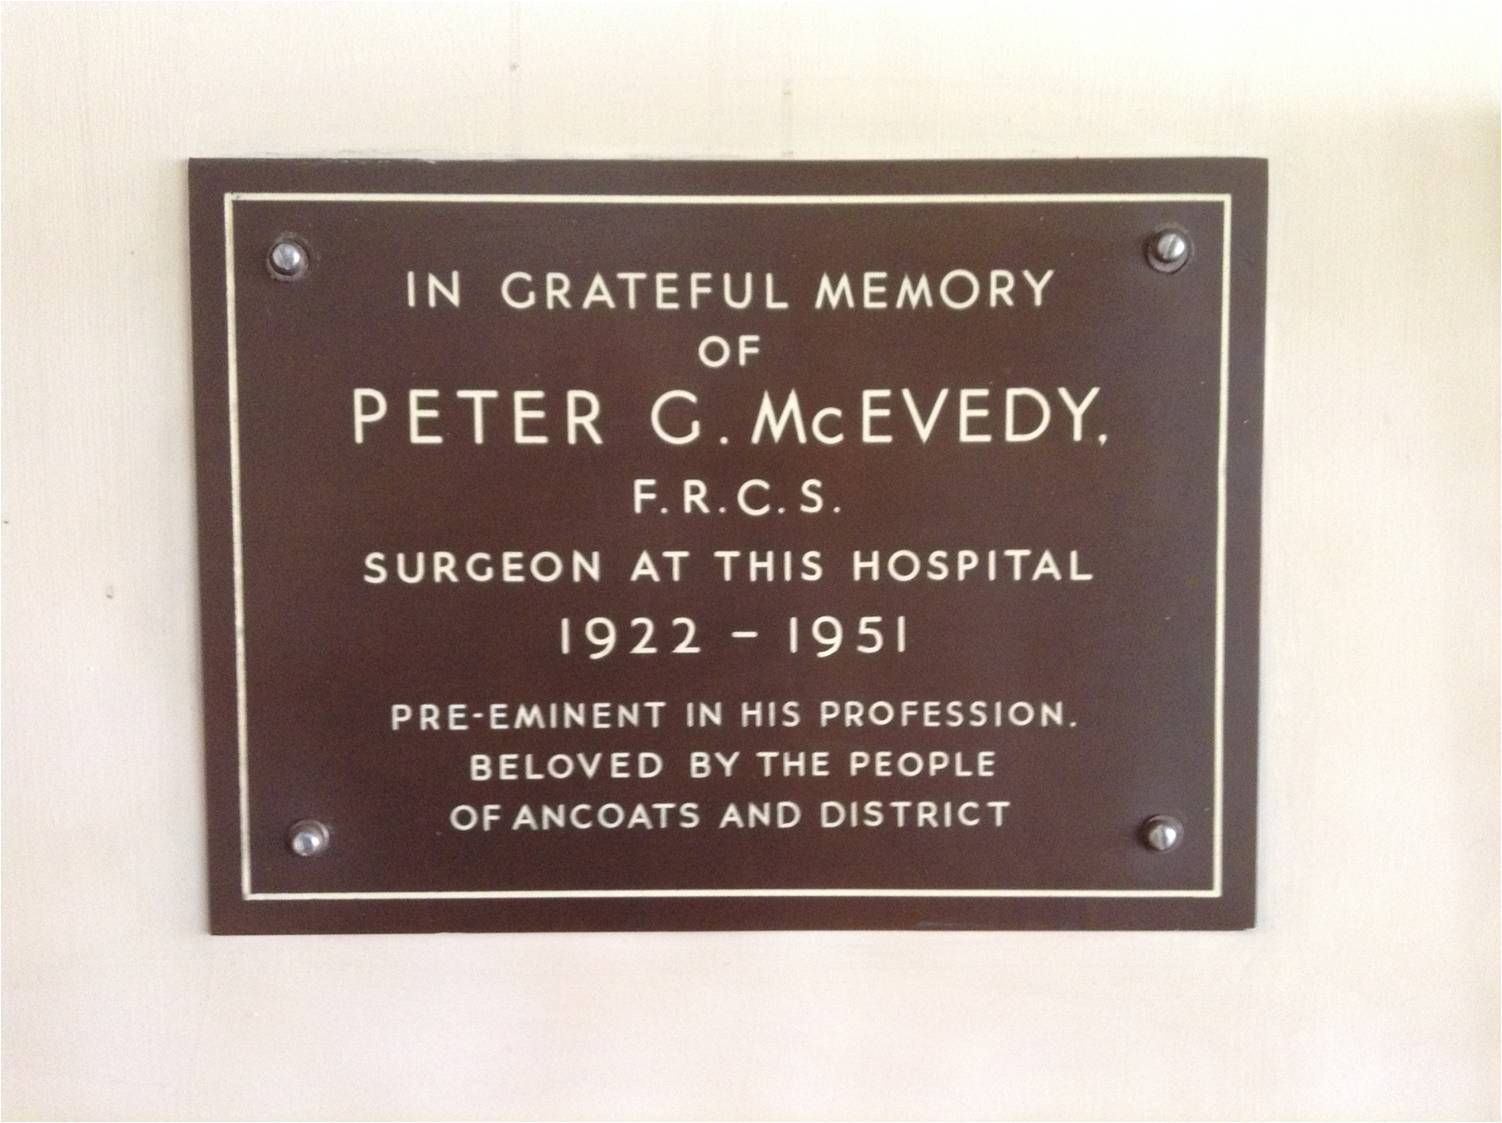 IN GRATEFUL MEMORY
OF
PETER G. McEVEDY,
F.R.C.S.
SURGEON AT THIS HOSPITAL
1922 – 1951
PRE-EMINENT IN HIS PROFESSION.
BELOVED BY THE PEOPLE
OF ANCOATS AND DISTRICT